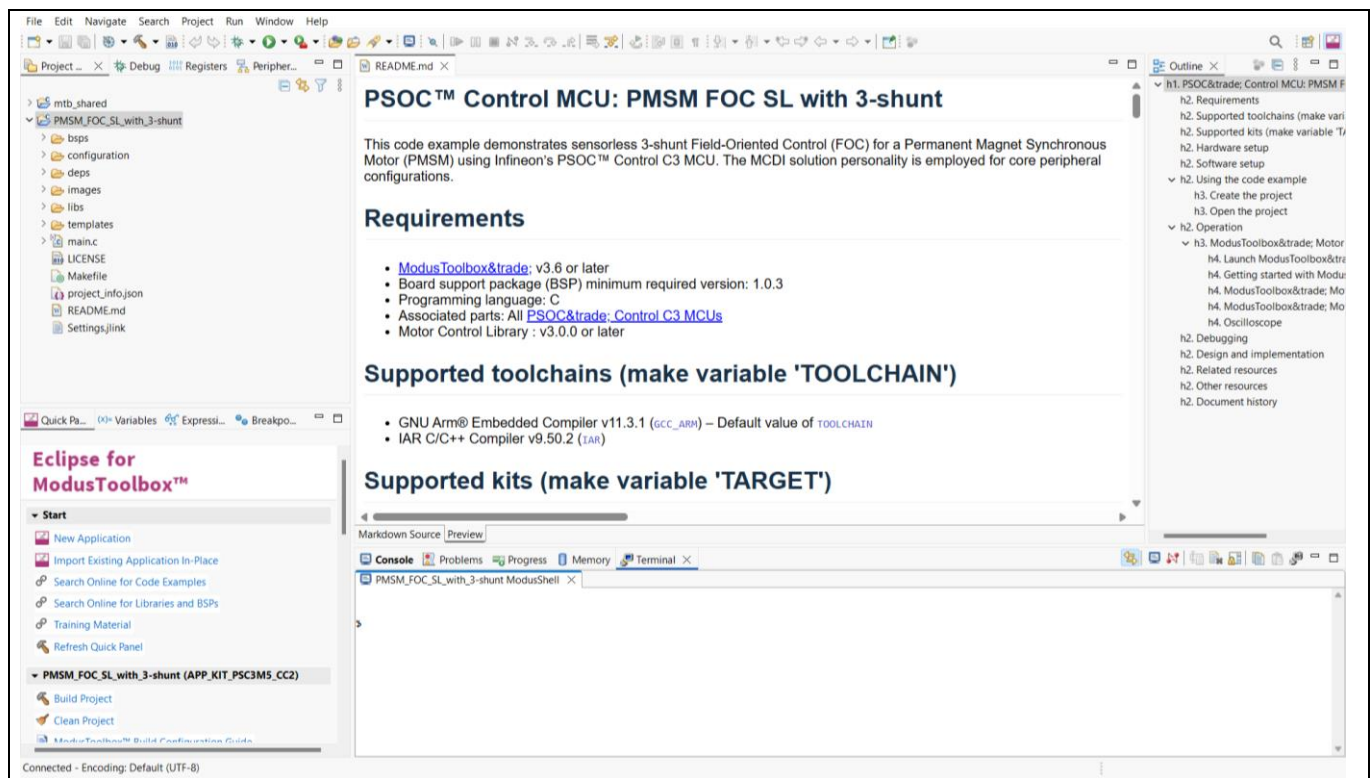 File Edit Navigate Search Project Run Window Help
Project ... Debug Registers Peripher...
mtb_shared
PMSM_FOC_SL_with_3-shunt
bsps
configuration
deps
images
libs
templates
main.c
LICENSE
Makefile
project_info.json
README.md
Settings.jlink
Quick Pa... (x)= Variables Expressi... Breakpo...
Eclipse for
ModusToolbox™
Start
New Application
Import Existing Application In-Place
Search Online for Code Examples
Search Online for Libraries and BSPs
Training Material
Refresh Quick Panel
PMSM_FOC_SL_with_3-shunt (APP_KIT_PSC3M5_CC2)
Build Project
Clean Project
ModusToolbox™ Build Configuration Guide
README.md
PSOC™ Control MCU: PMSM FOC SL with 3-shunt
This code example demonstrates sensorless 3-shunt Field-Oriented Control (FOC) for a Permanent Magnet Synchronous
Motor (PMSM) using Infineon's PSOC™ Control C3 MCU. The MCDI solution personality is employed for core peripheral
configurations.
Requirements
• ModusToolbox&trade; v3.6 or later
• Board support package (BSP) minimum required version: 1.0.3
• Programming language: C
• Associated parts: All PSOC&trade; Control C3 MCUs
• Motor Control Library : v3.0.0 or later
Supported toolchains (make variable 'TOOLCHAIN')
• GNU Arm® Embedded Compiler v11.3.1 (GCC_ARM) – Default value of TOOLCHAIN
• IAR C/C++ Compiler v9.50.2 (IAR)
Supported kits (make variable 'TARGET')
Markdown Source Preview
Console Problems Progress Memory Terminal
PMSM_FOC_SL_with_3-shunt ModusShell
>
Outline
h1. PSOC&trade; Control MCU: PMSM F
h2. Requirements
h2. Supported toolchains (make vari
h2. Supported kits (make variable 'TA
h2. Hardware setup
h2. Software setup
h2. Using the code example
h3. Create the project
h3. Open the project
h2. Operation
h3. ModusToolbox&trade; Motor
h4. Launch ModusToolbox&tra
h4. Getting started with Modus
h4. ModusToolbox&trade; Mo
h4. ModusToolbox&trade; Mo
h4. Oscilloscope
h2. Debugging
h2. Design and implementation
h2. Related resources
h2. Other resources
h2. Document history
Connected - Encoding: Default (UTF-8)